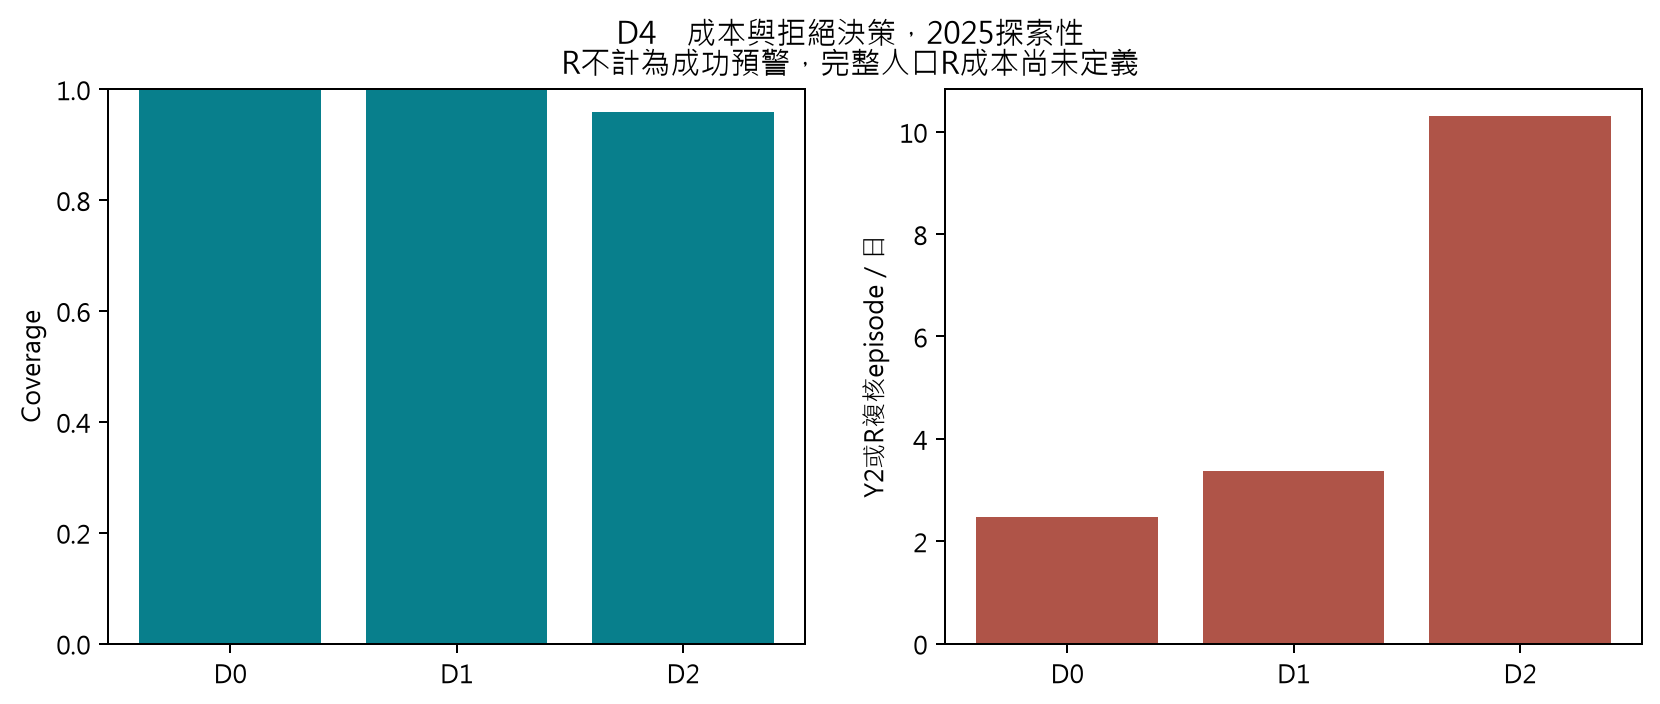 D4　成本與拒絕決策，2025探索性
R不計為成功預警，完整人口R成本尚未定義
Coverage
1.0
0.8
0.6
0.4
0.2
0.0
D0
D1
D2
Y2或R複核episode / 日
10
8
6
4
2
0
D0
D1
D2